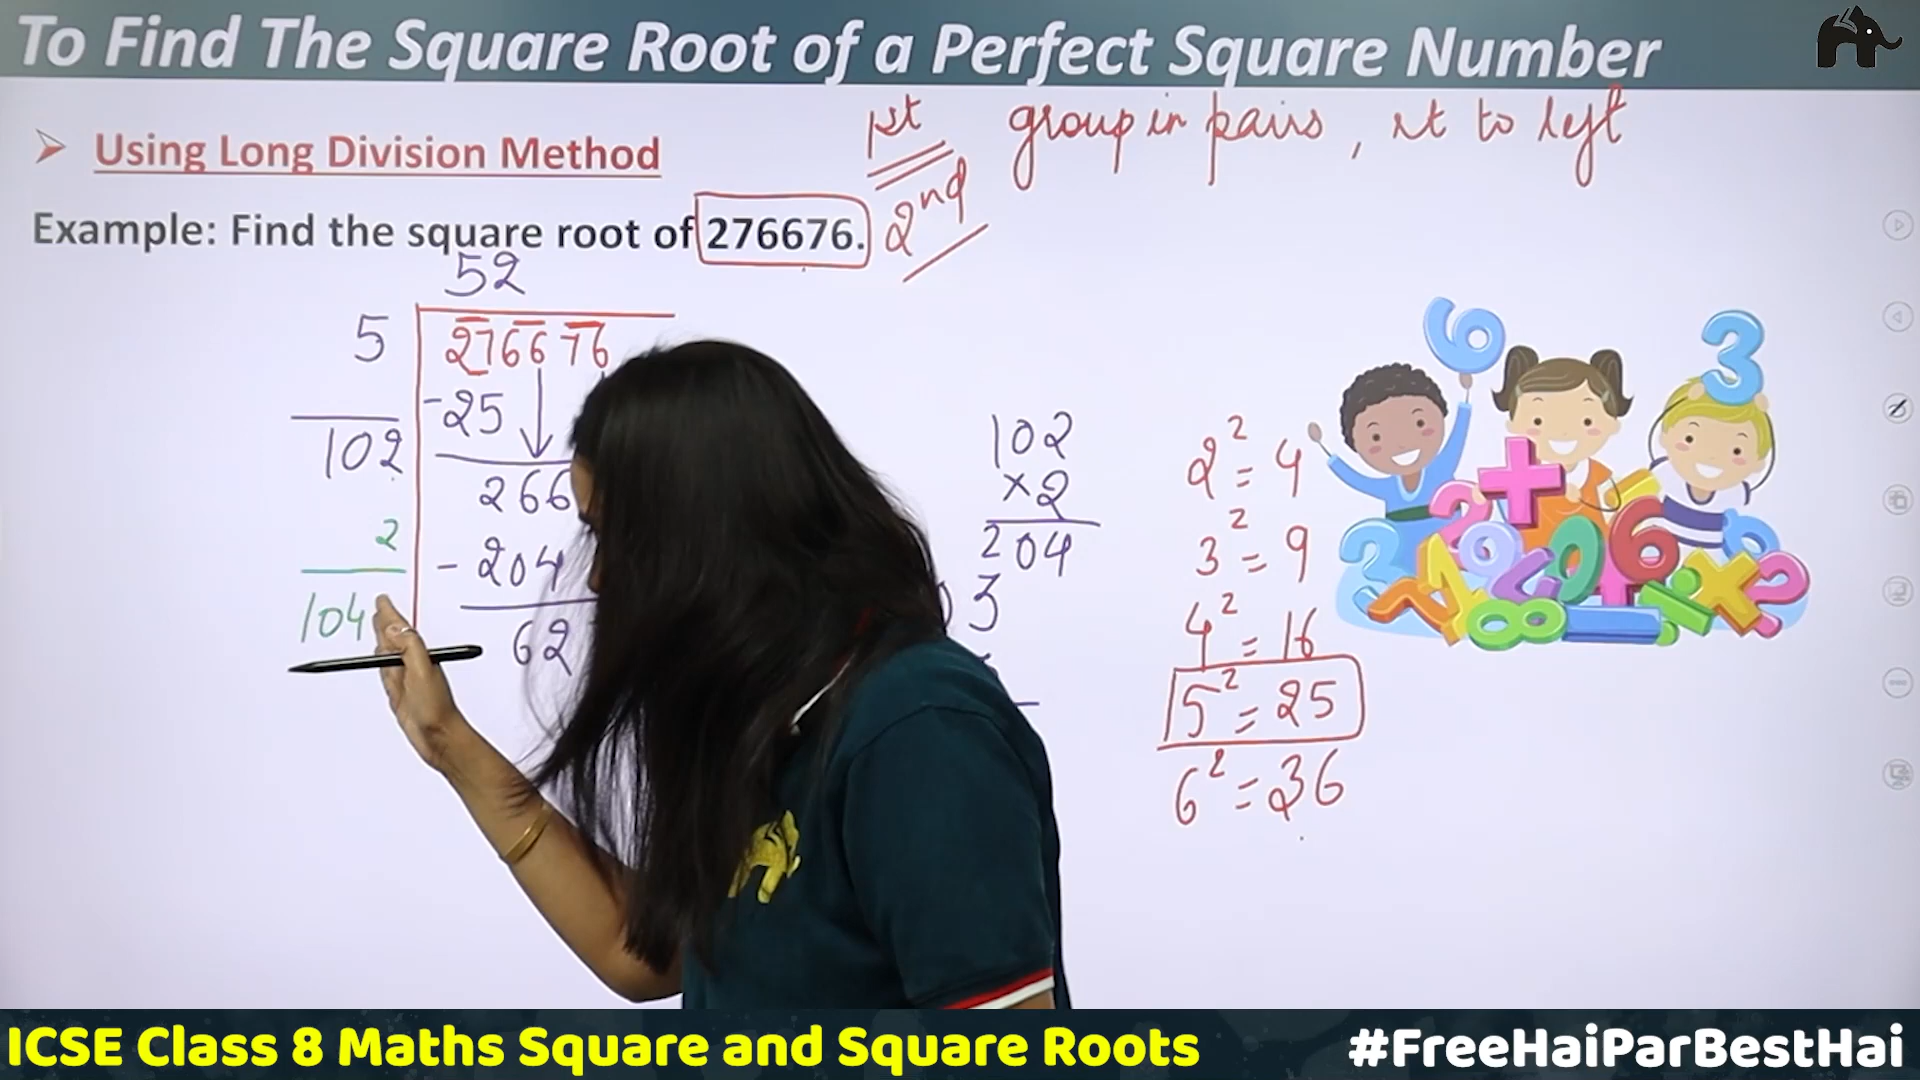 To Find The Square Root of a Perfect Square Number
1st group in pairs, rt to left
Using Long Division Method
2nd
Example: Find the square root of 276676.
52
5 276676
-25
102 266
2
- 204
104 62
102
×2
204
3
2² = 4
3² = 9
4² = 16
5² = 25
6² = 36
ICSE Class 8 Maths Square and Square Roots #FreeHaiParBestHai